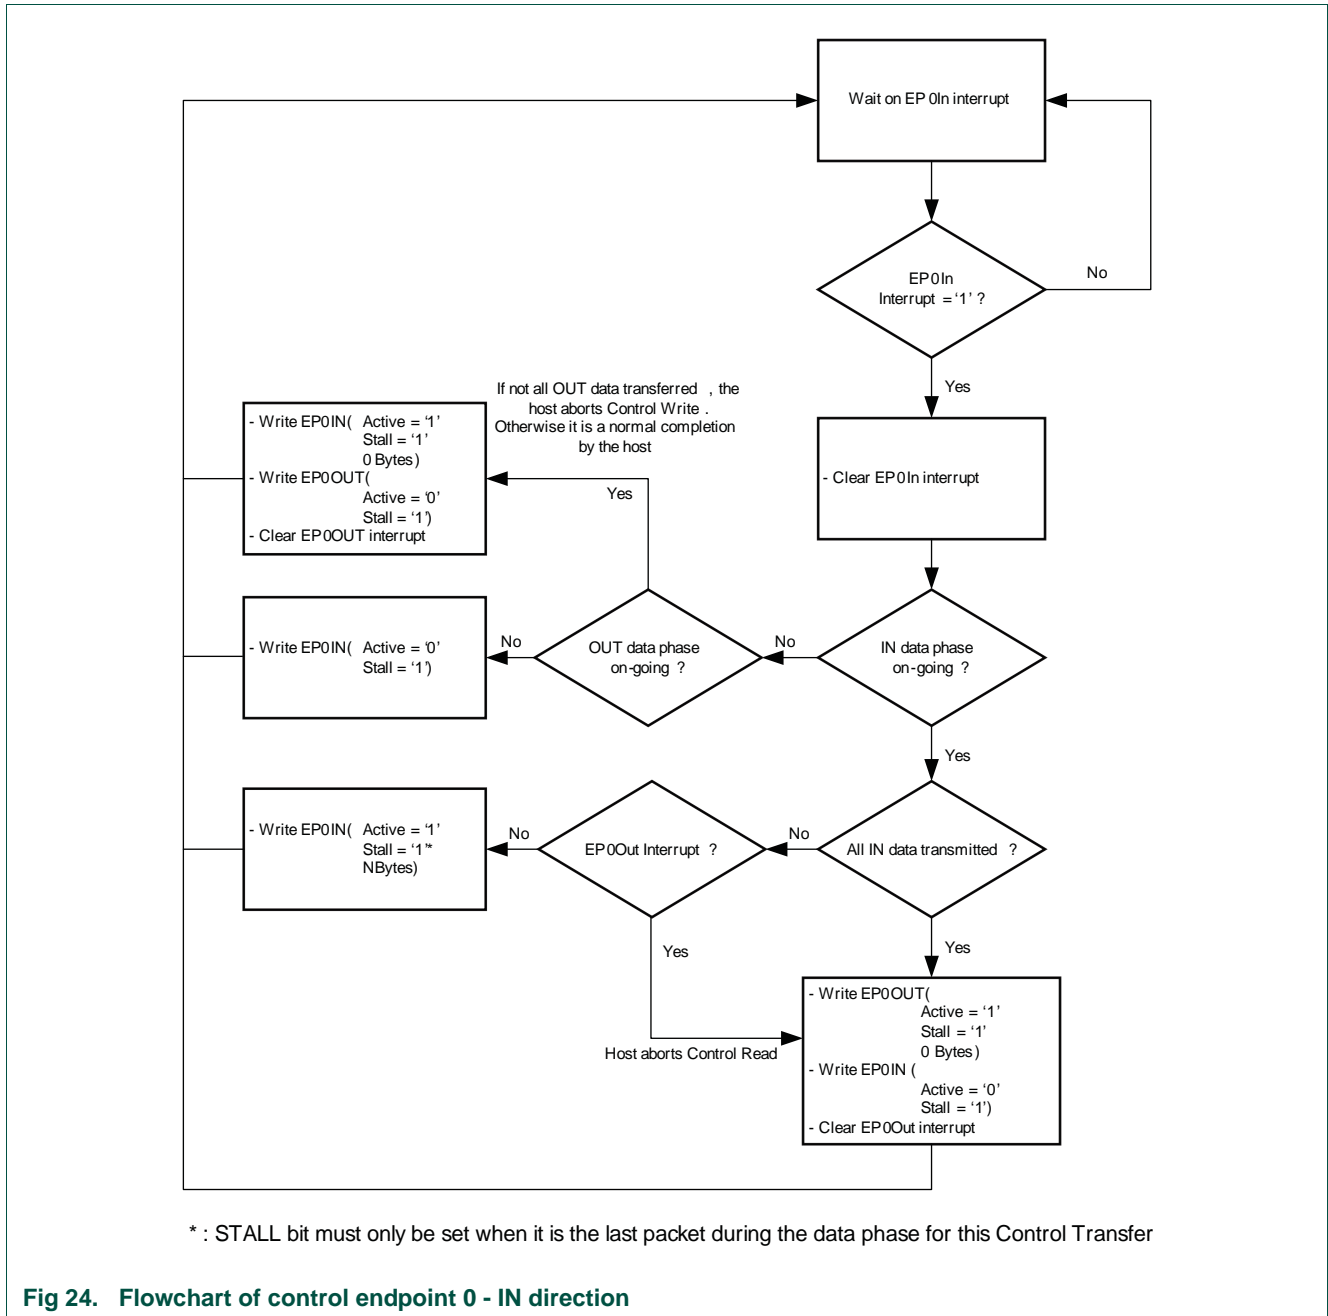 Wait on EP0In interrupt
EP0In
Interrupt = ‘1’ ?
No
Yes
If not all OUT data transferred , the
host aborts Control Write .
Otherwise it is a normal completion
by the host
- Write EP0IN( Active = ‘1’
Stall = ‘1’
0 Bytes)
- Write EP0OUT(
Active = ‘0’
Stall = ‘1’)
- Clear EP0OUT interrupt
Yes
- Clear EP0In interrupt
- Write EP0IN( Active = ‘0’
Stall = ‘1’)
No
OUT data phase
on-going ?
No
IN data phase
on-going ?
Yes
- Write EP0IN( Active = ‘1’
Stall = ‘1’*
NBytes)
No
EP0Out Interrupt ?
No
All IN data transmitted ?
Yes
Yes
Host aborts Control Read
- Write EP0OUT(
Active = ‘1’
Stall = ‘1’
0 Bytes)
- Write EP0IN (
Active = ‘0’
Stall = ‘1’)
- Clear EP0Out interrupt
* : STALL bit must only be set when it is the last packet during the data phase for this Control Transfer
Fig 24. Flowchart of control endpoint 0 - IN direction